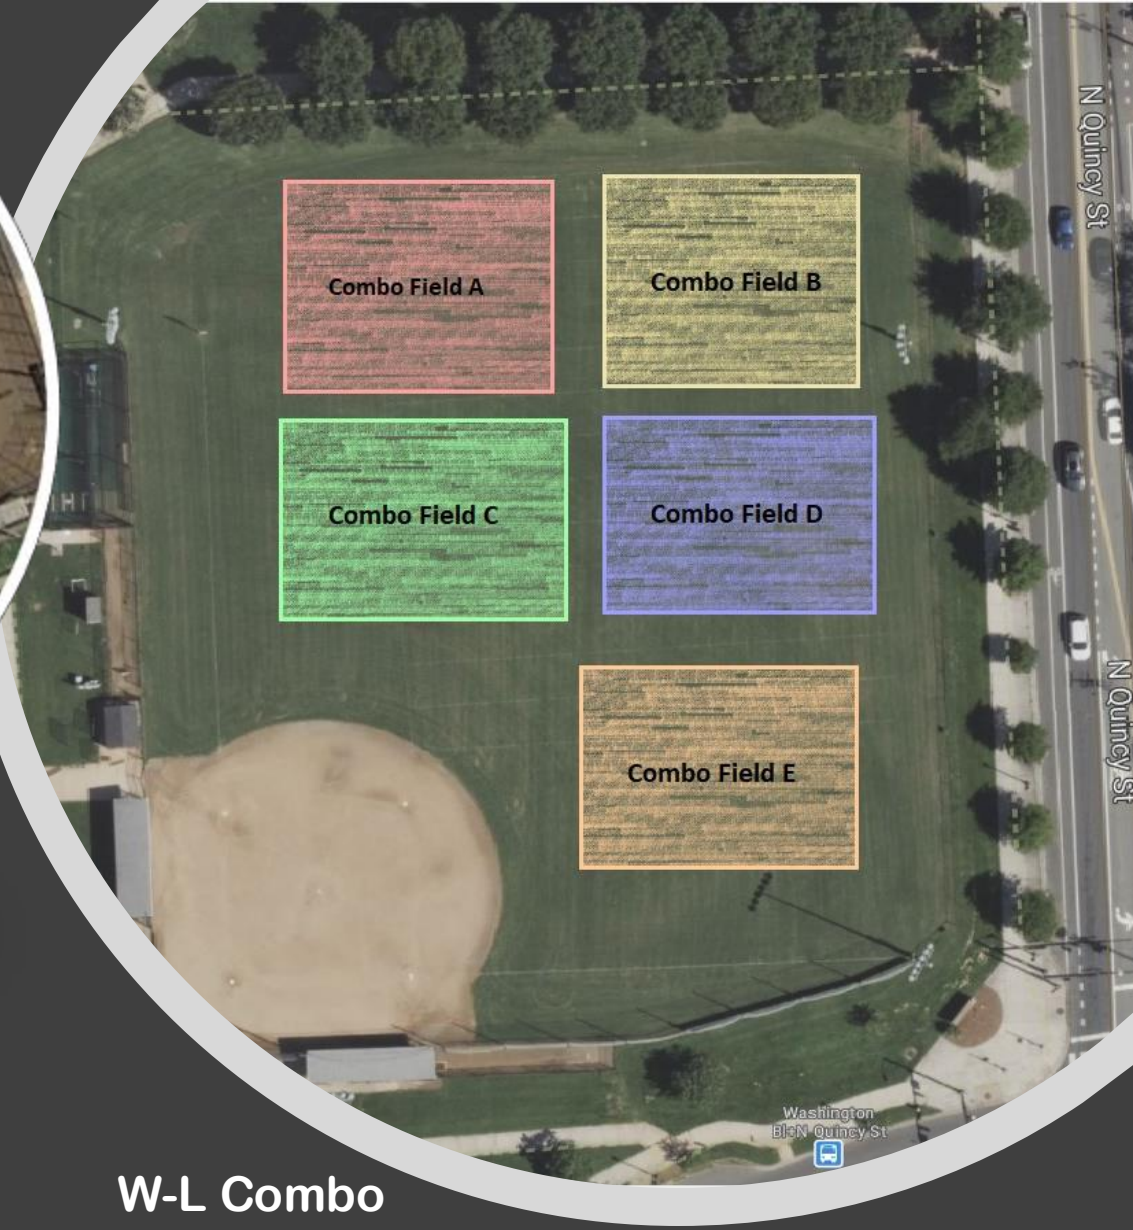 N Quincy St
Combo Field A
Combo Field B
Combo Field C
Combo Field D
N Quincy St
Combo Field E
Washington
Bl+N Quincy St
W-L Combo